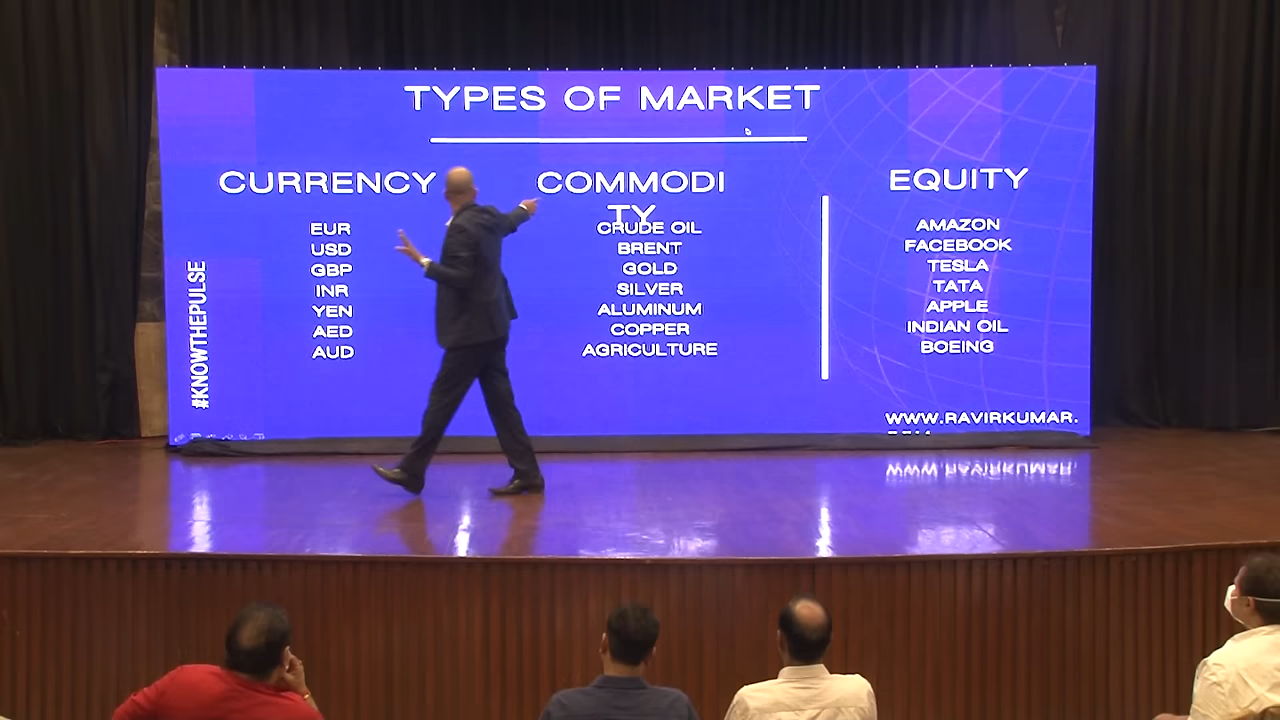 TYPES OF MARKET
CURRENCY
EUR
USD
GBP
INR
YEN
AED
AUD
COMMODI
TY
CRUDE OIL
BRENT
GOLD
SILVER
ALUMINUM
COPPER
AGRICULTURE
EQUITY
AMAZON
FACEBOOK
TESLA
TATA
APPLE
INDIAN OIL
BOEING
#KNOWTHEPULSE
WWW.RAVIRKUMAR.